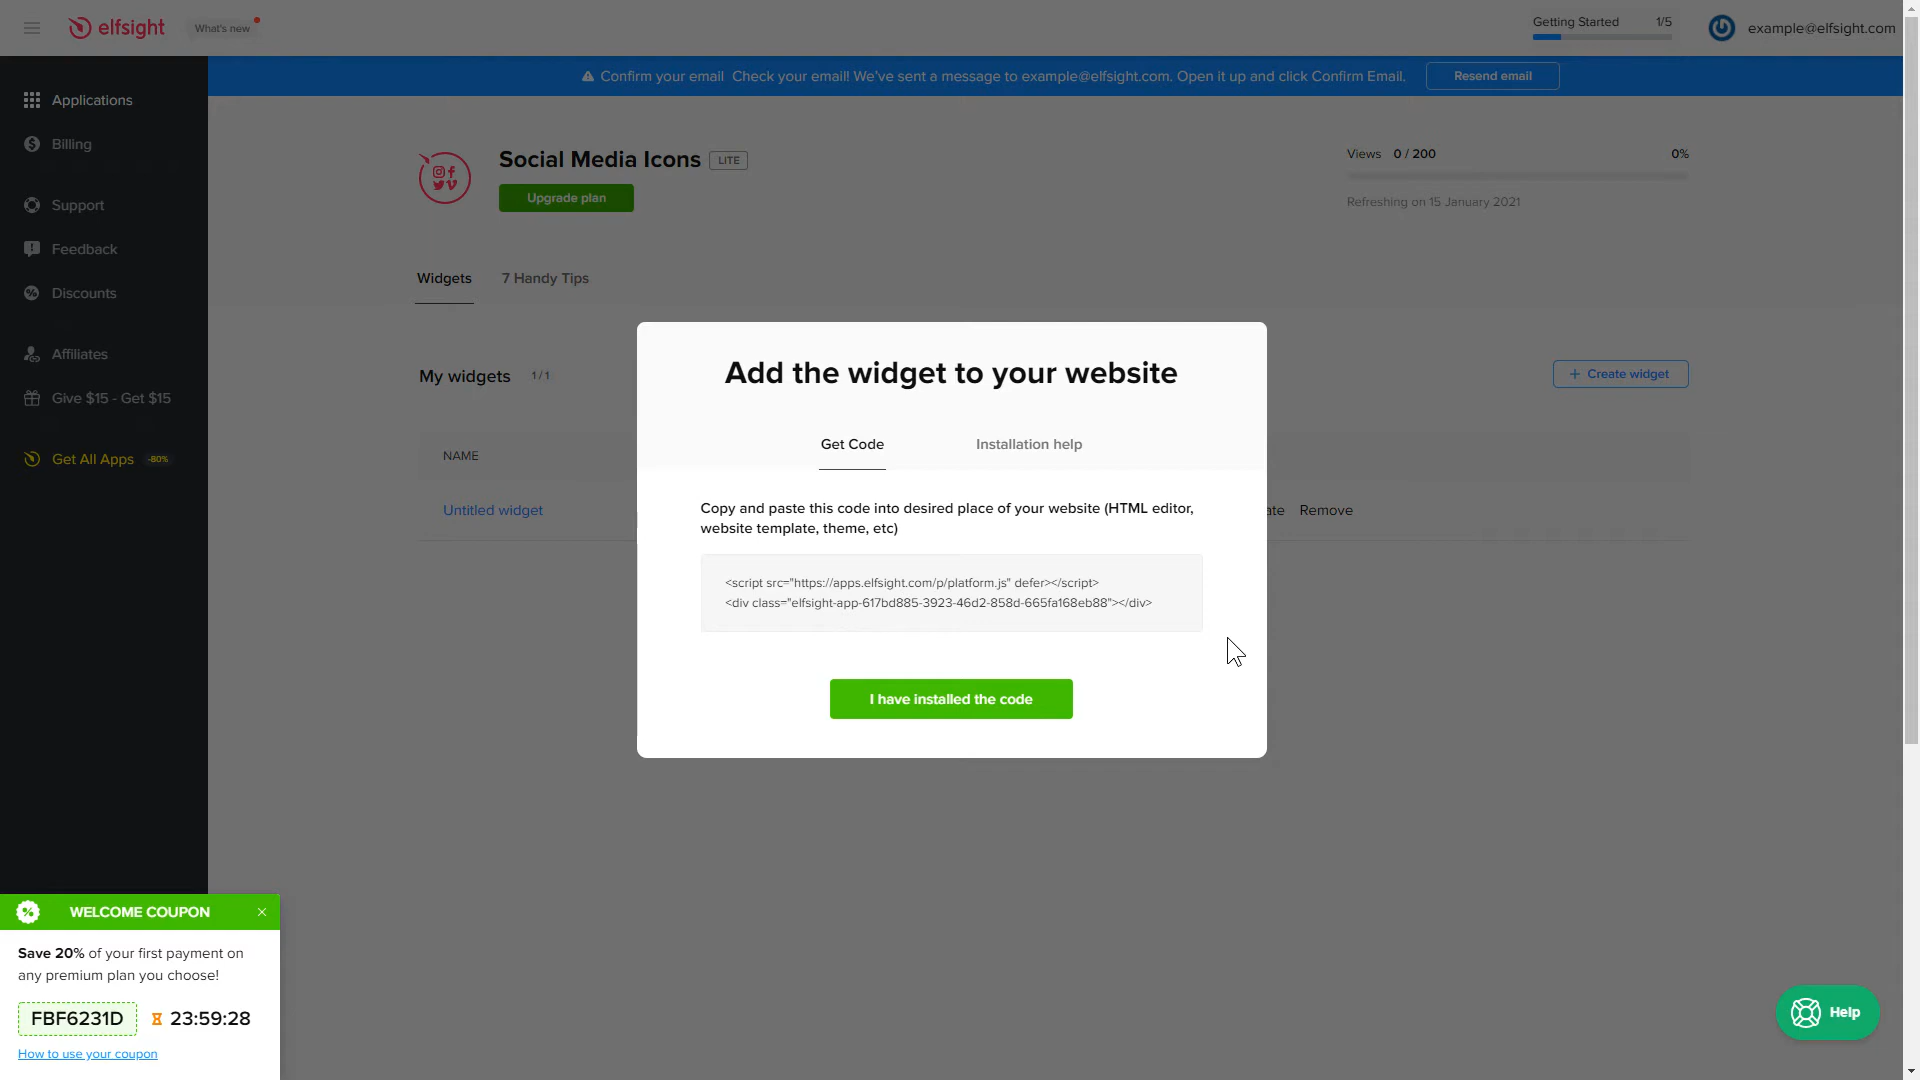 elfsight
What's new
Getting Started 1/5
example@elfsight.com
Confirm your email Check your email! We've sent a message to example@elfsight.com. Open it up and click Confirm Email.
Resend email
Applications
Billing
Support
Feedback
Discounts
Affiliates
Give $15 - Get $15
Get All Apps -80%
Social Media Icons LITE
Upgrade plan
Views 0 / 200 0%
Refreshing on 15 January 2021
Widgets 7 Handy Tips
My widgets 1/1
+ Create widget
NAME
Untitled widget
ate Remove
Add the widget to your website
Get Code Installation help
Copy and paste this code into desired place of your website (HTML editor,
website template, theme, etc)
<script src="https://apps.elfsight.com/p/platform.js" defer></script>
<div class="elfsight-app-617bd885-3923-46d2-858d-665fa168eb88"></div>
I have installed the code
WELCOME COUPON
Save 20% of your first payment on
any premium plan you choose!
FBF6231D 23:59:28
How to use your coupon
Help